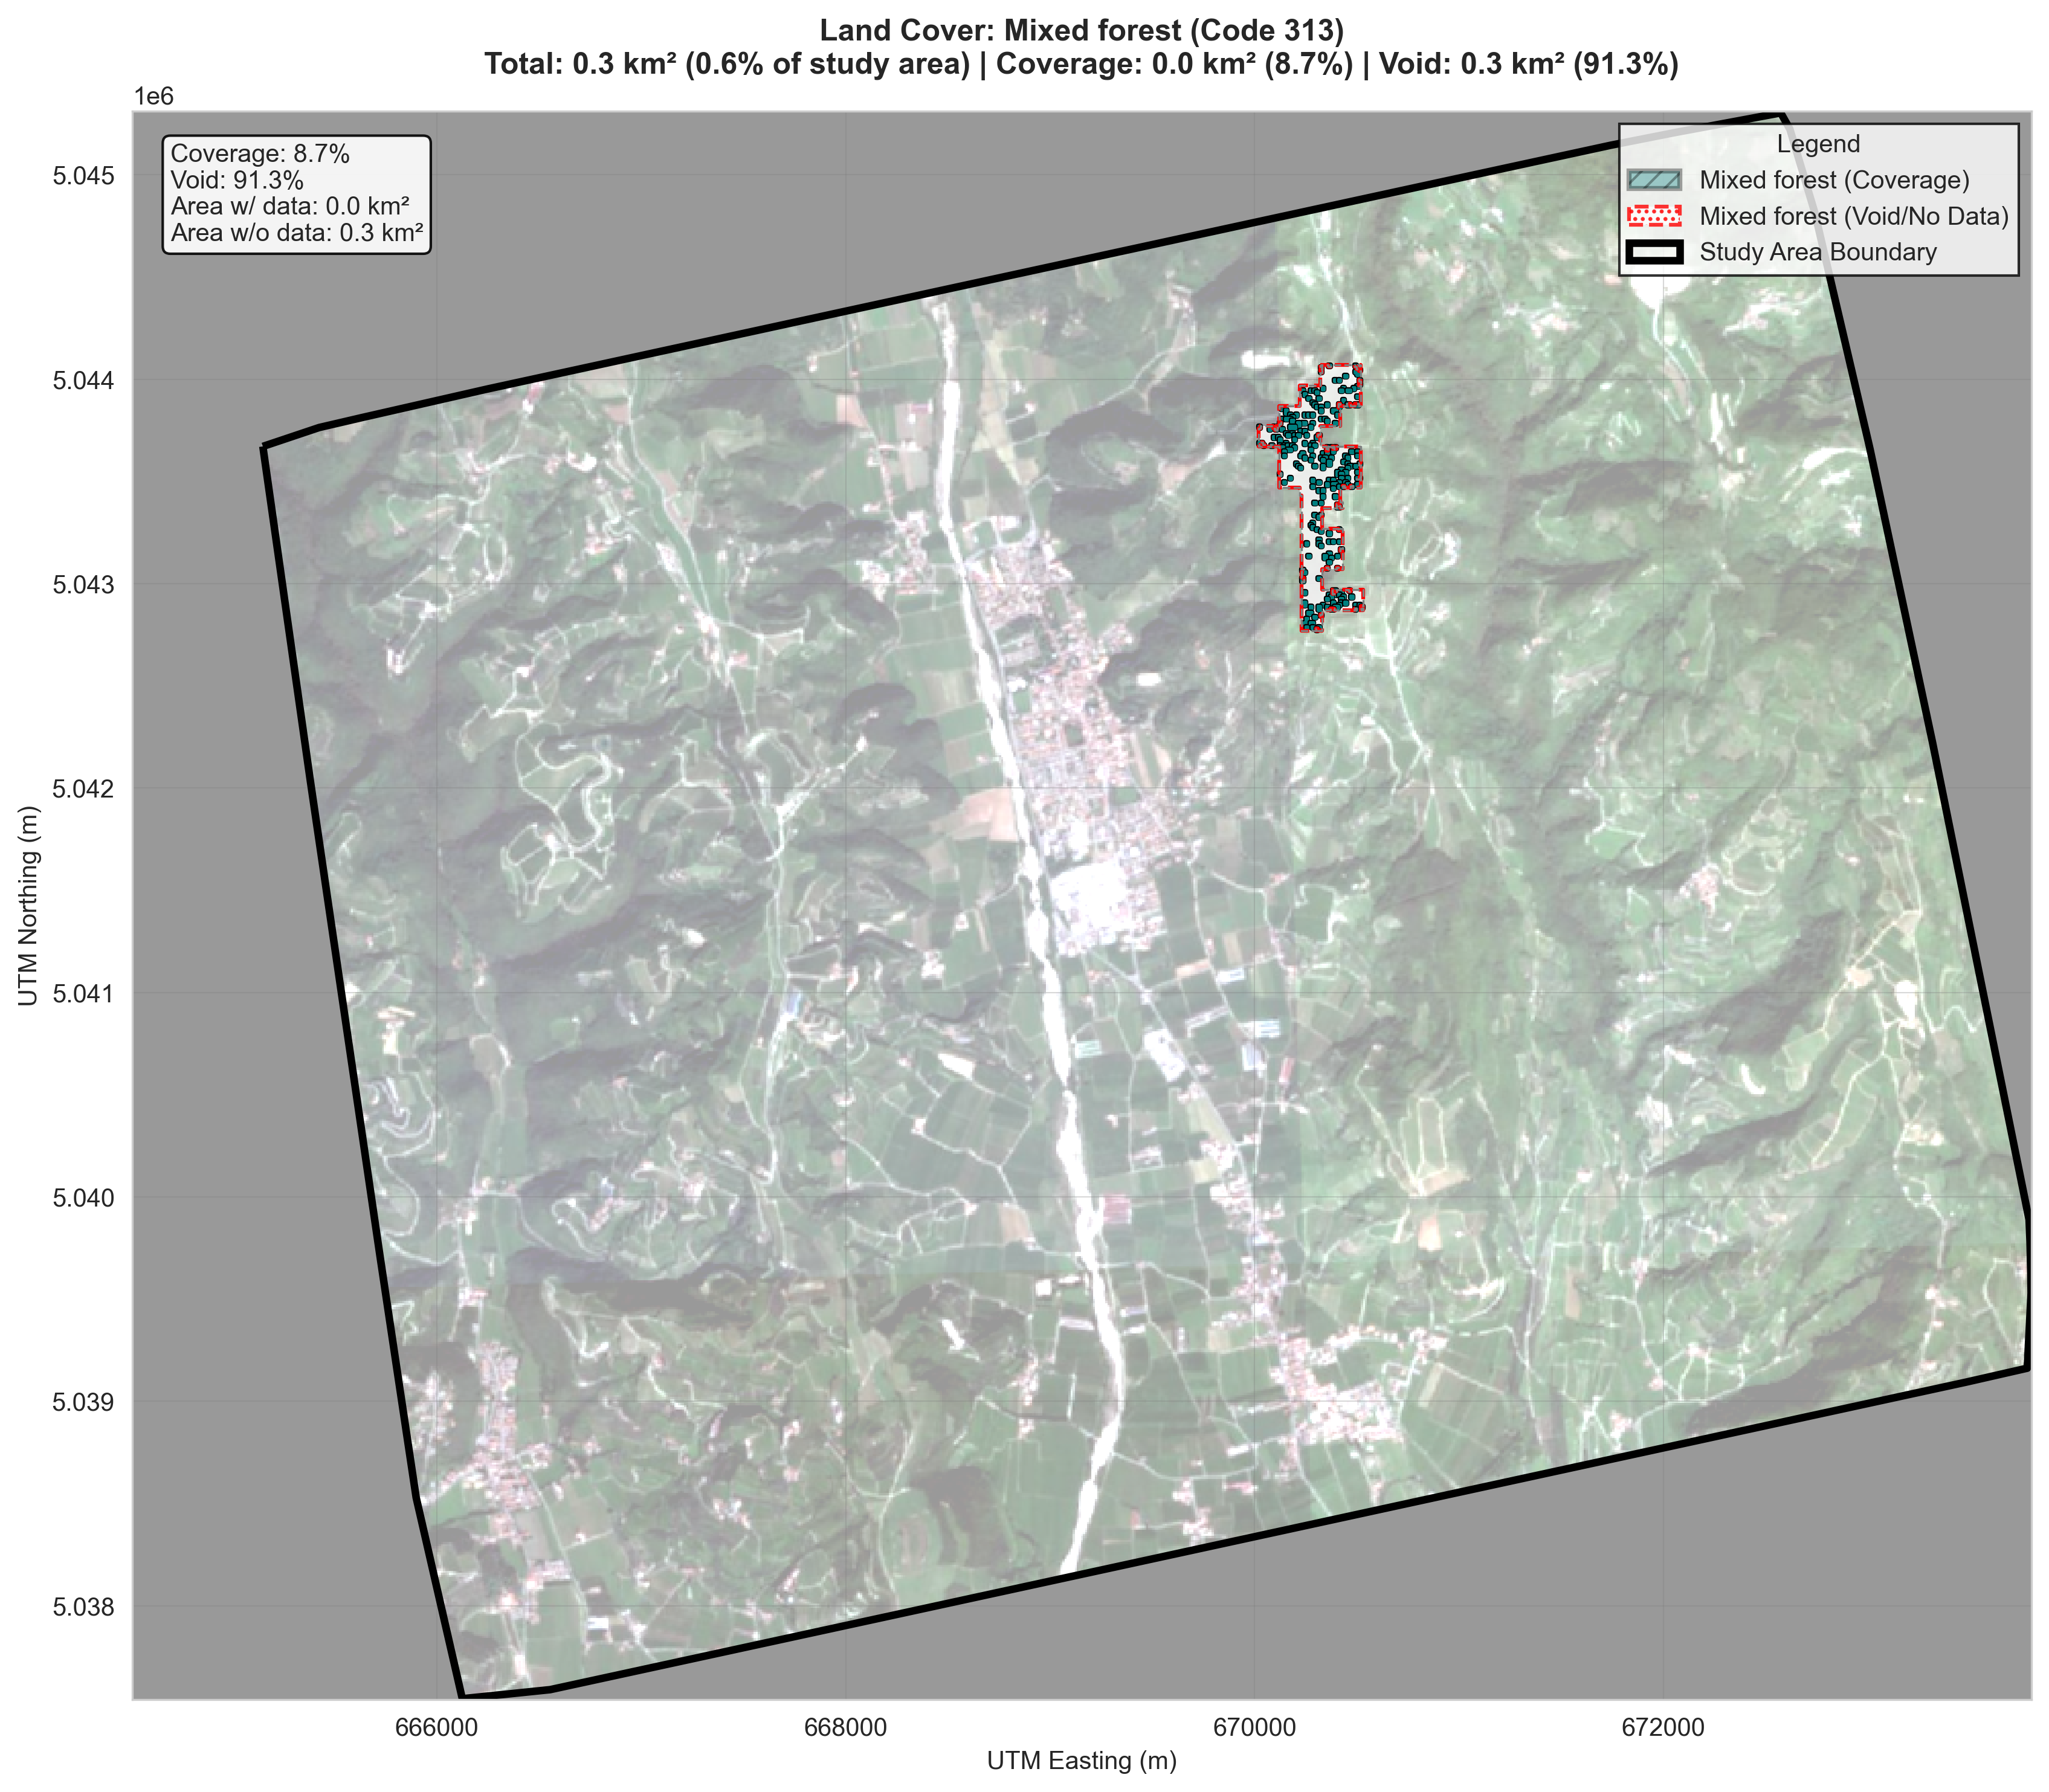 Land Cover: Mixed forest (Code 313)
Total: 0.3 km² (0.6% of study area) | Coverage: 0.0 km² (8.7%) | Void: 0.3 km² (91.3%)
1e6
Coverage: 8.7%
Void: 91.3%
Area w/ data: 0.0 km²
Area w/o data: 0.3 km²
Legend
Mixed forest (Coverage)
Mixed forest (Void/No Data)
Study Area Boundary
5.045
5.044
5.043
5.042
5.041
5.040
5.039
5.038
UTM Northing (m)
666000
668000
670000
672000
UTM Easting (m)